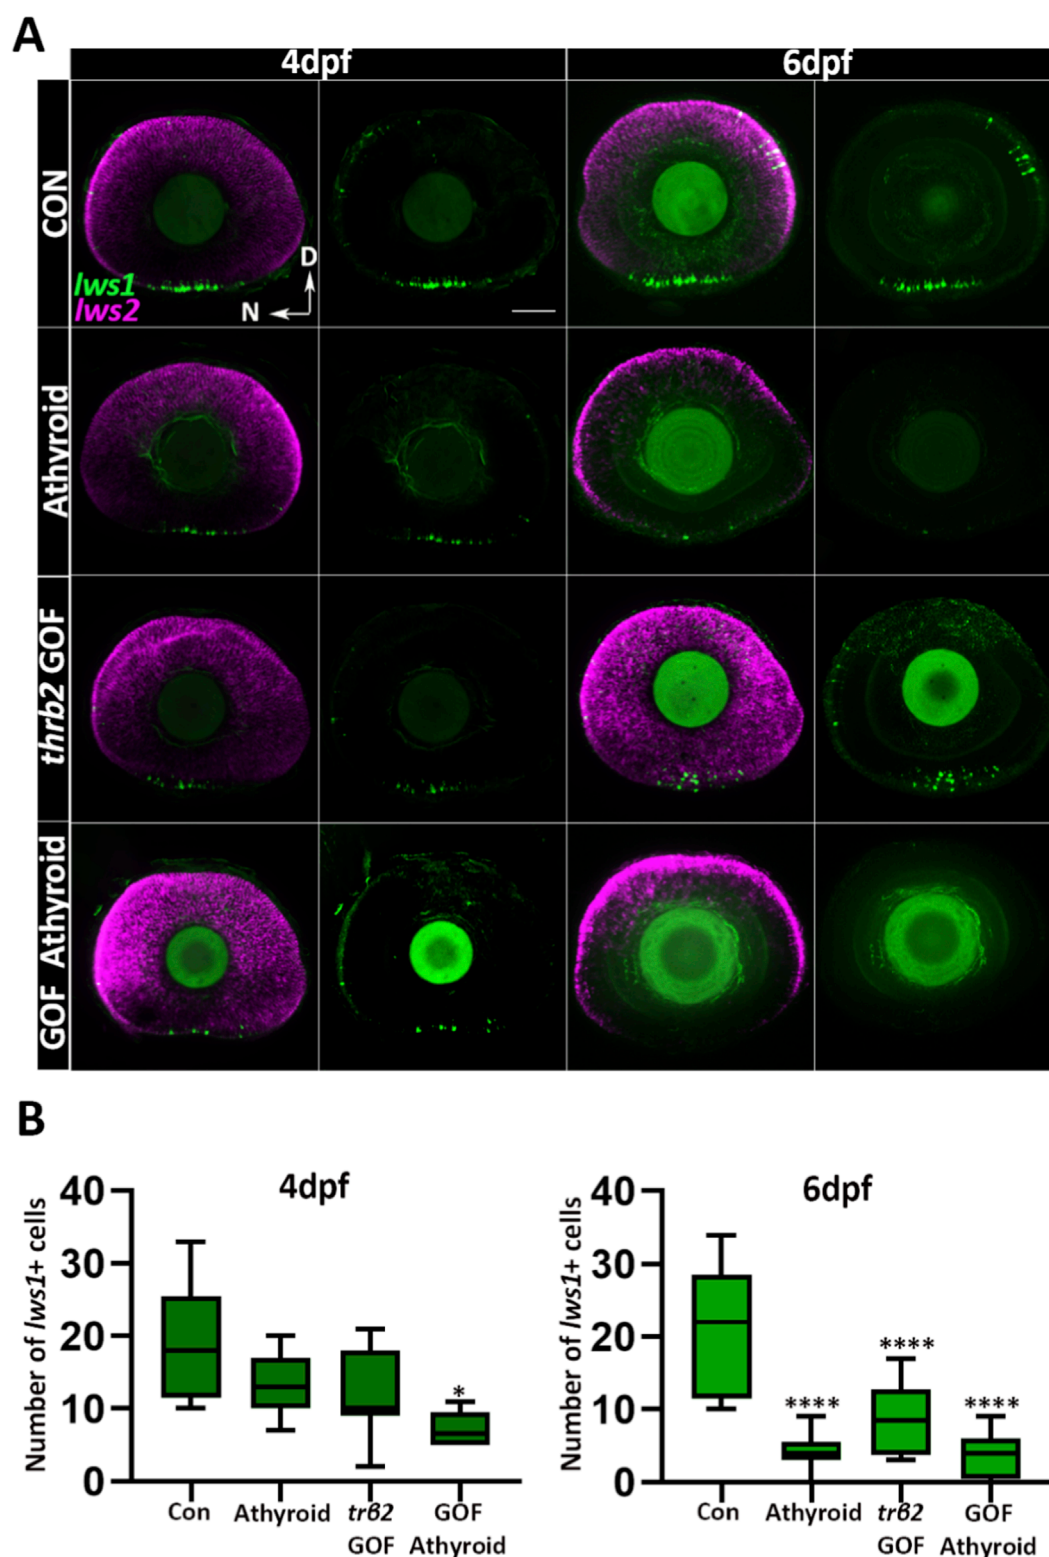 A
4dpf
6dpf
CON
lws1
lws2
D
N
Athyroid
thrb2 GOF
GOF Athyroid
B
4dpf
Number of lws1+ cells
40
30
20
10
0
*
Con
Athyroid
trβ2 GOF
GOF Athyroid
6dpf
Number of lws1+ cells
40
30
20
10
0
****
****
****
Con
Athyroid
trβ2 GOF
GOF Athyroid